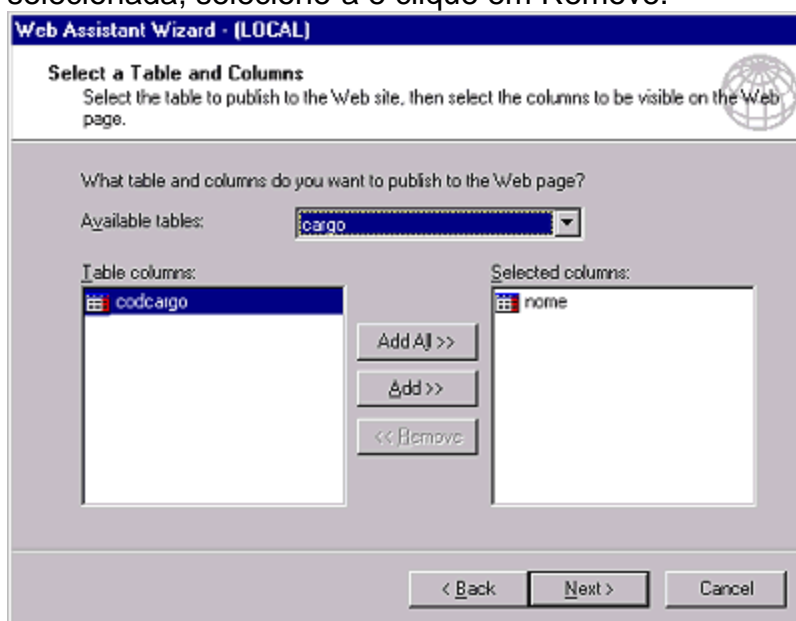 selecionada, selecione-a e clique em Remove.
Web Assistant Wizard - (LOCAL)
Select a Table and Columns
Select the table to publish to the Web site, then select the columns to be visible on the Web
page.
What table and columns do you want to publish to the Web page?
Available tables:
cargo
Table columns:
Selected columns:
codcargo
nome
Add All >>
Add >>
<< Remove
< Back
Next >
Cancel